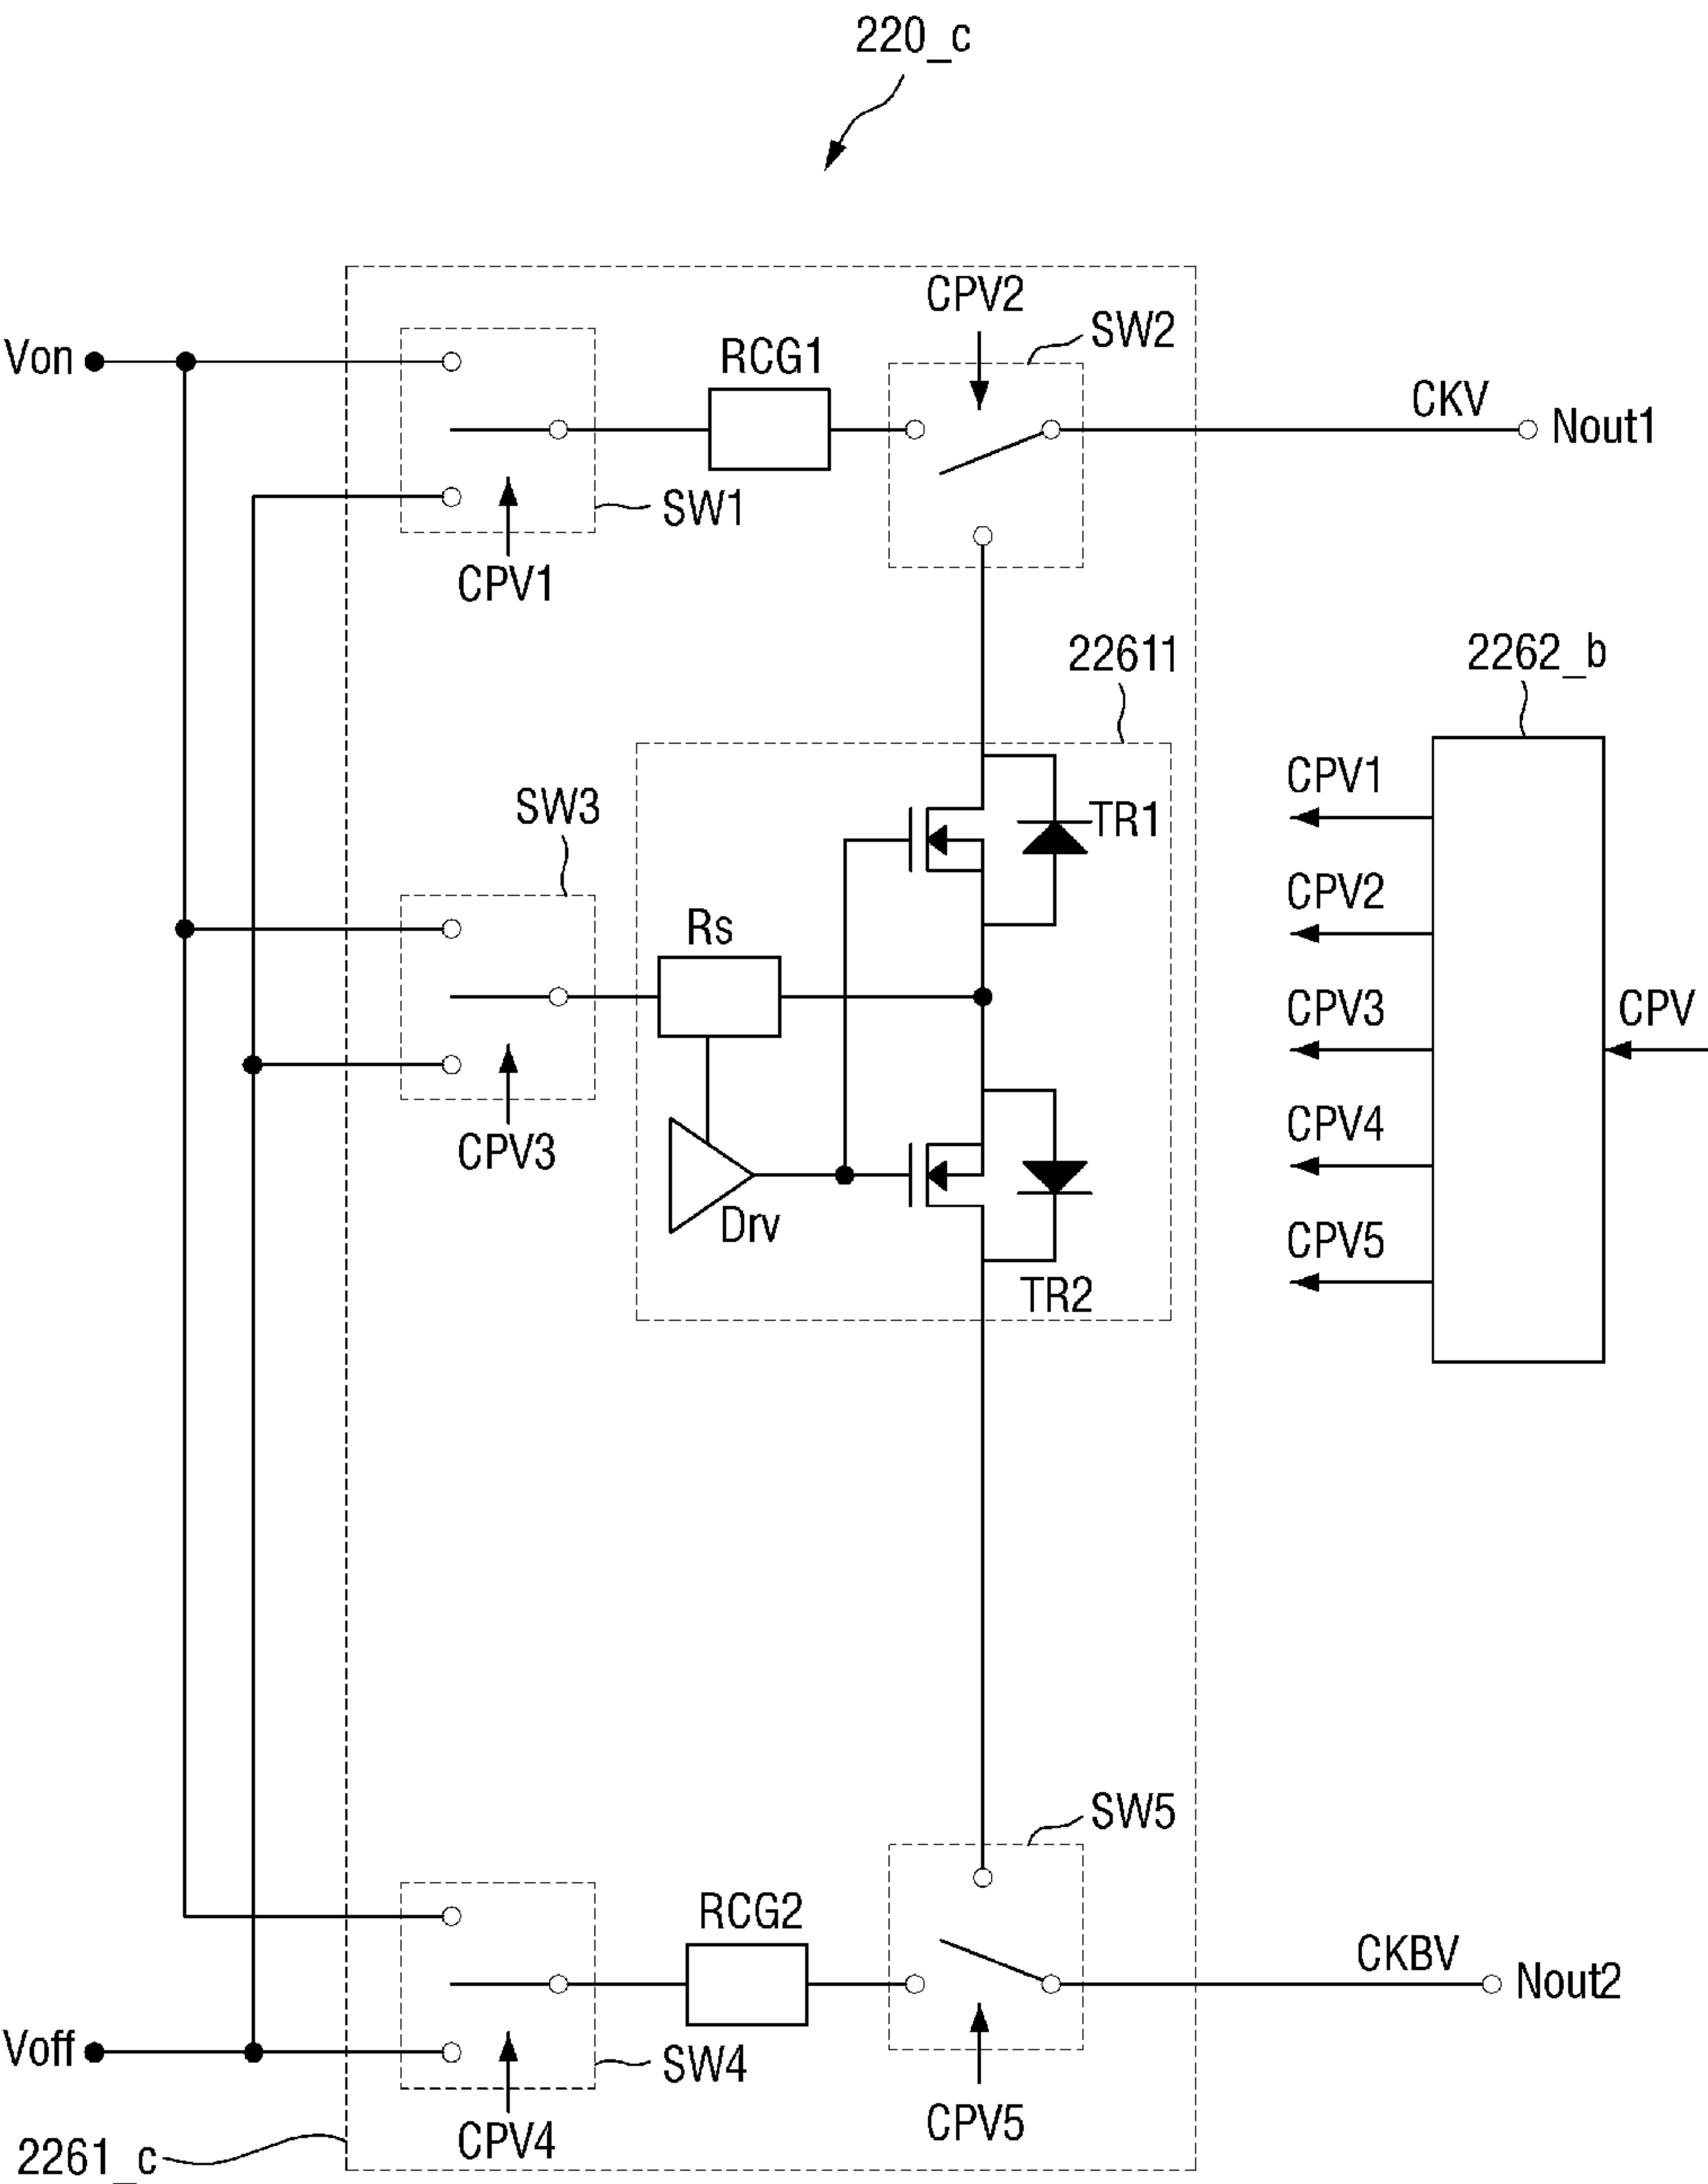 220_c
CPV2
SW2
Von
RCG1
CKV
Nout1
SW1
CPV1
22611
2262_b
CPV1
SW3
TR1
CPV2
Rs
CPV3
CPV
CPV3
CPV4
Drv
CPV5
TR2
SW5
RCG2
CKBV
Nout2
Voff
SW4
CPV4
CPV5
2261_c